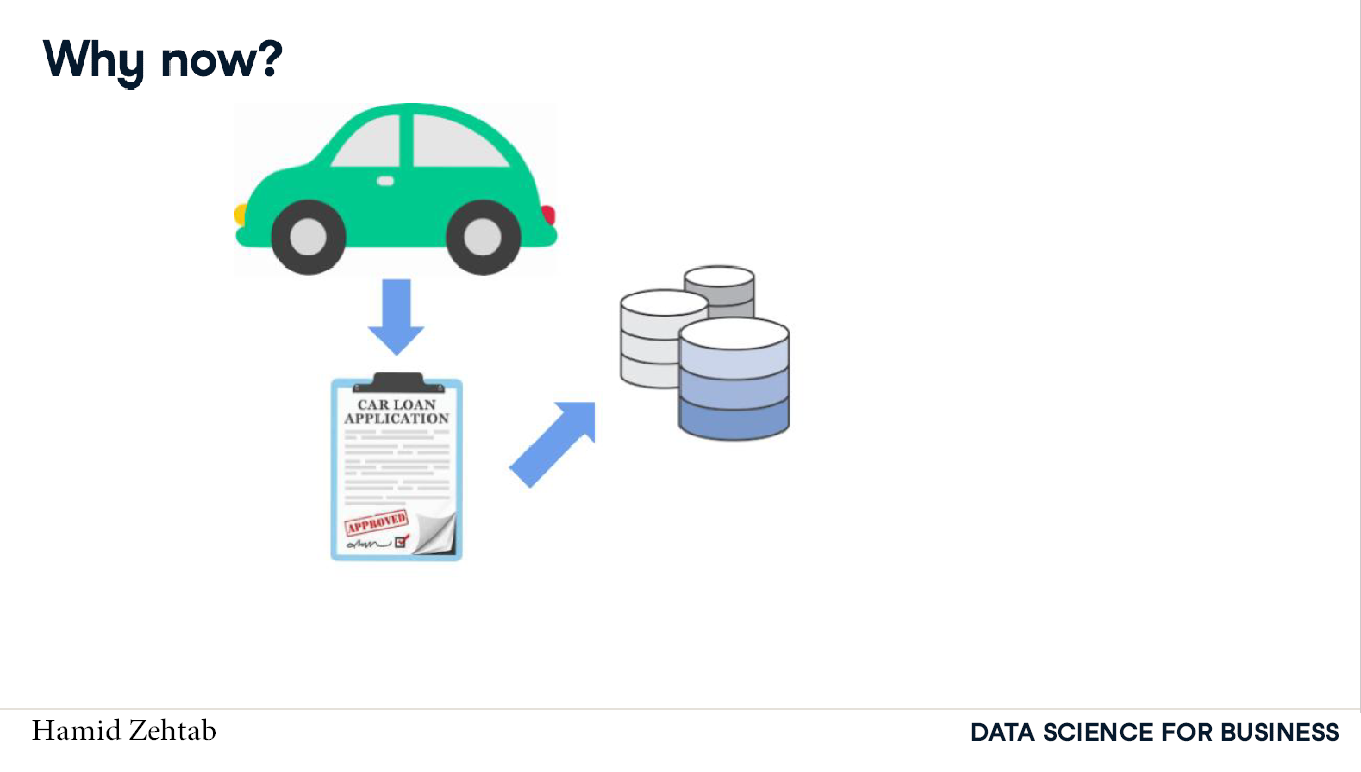 Why now?
CAR LOAN
APPLICATION
APPROVED
Hamid Zehtab
DATA SCIENCE FOR BUSINESS